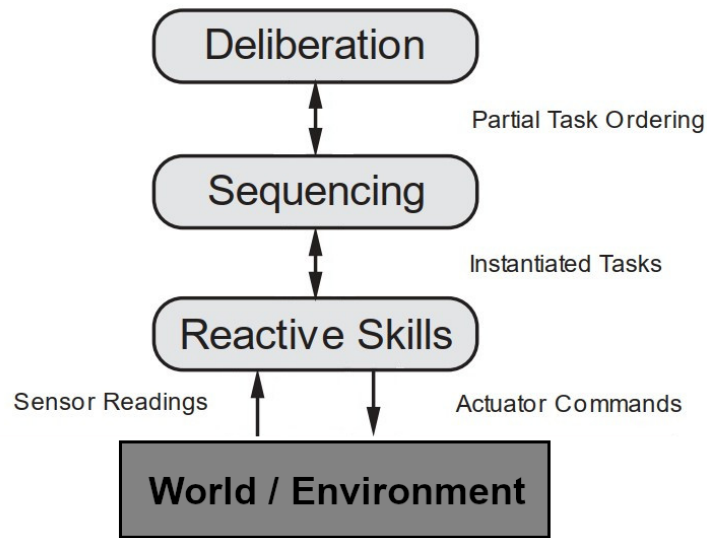 Deliberation
Partial Task Ordering
Sequencing
Instantiated Tasks
Reactive Skills
Sensor Readings
Actuator Commands
World / Environment